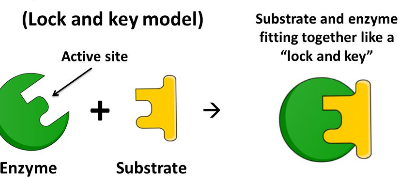 (Lock and key model)
Substrate and enzyme
fitting together like a
“lock and key”
Active site
+
→
Enzyme
Substrate